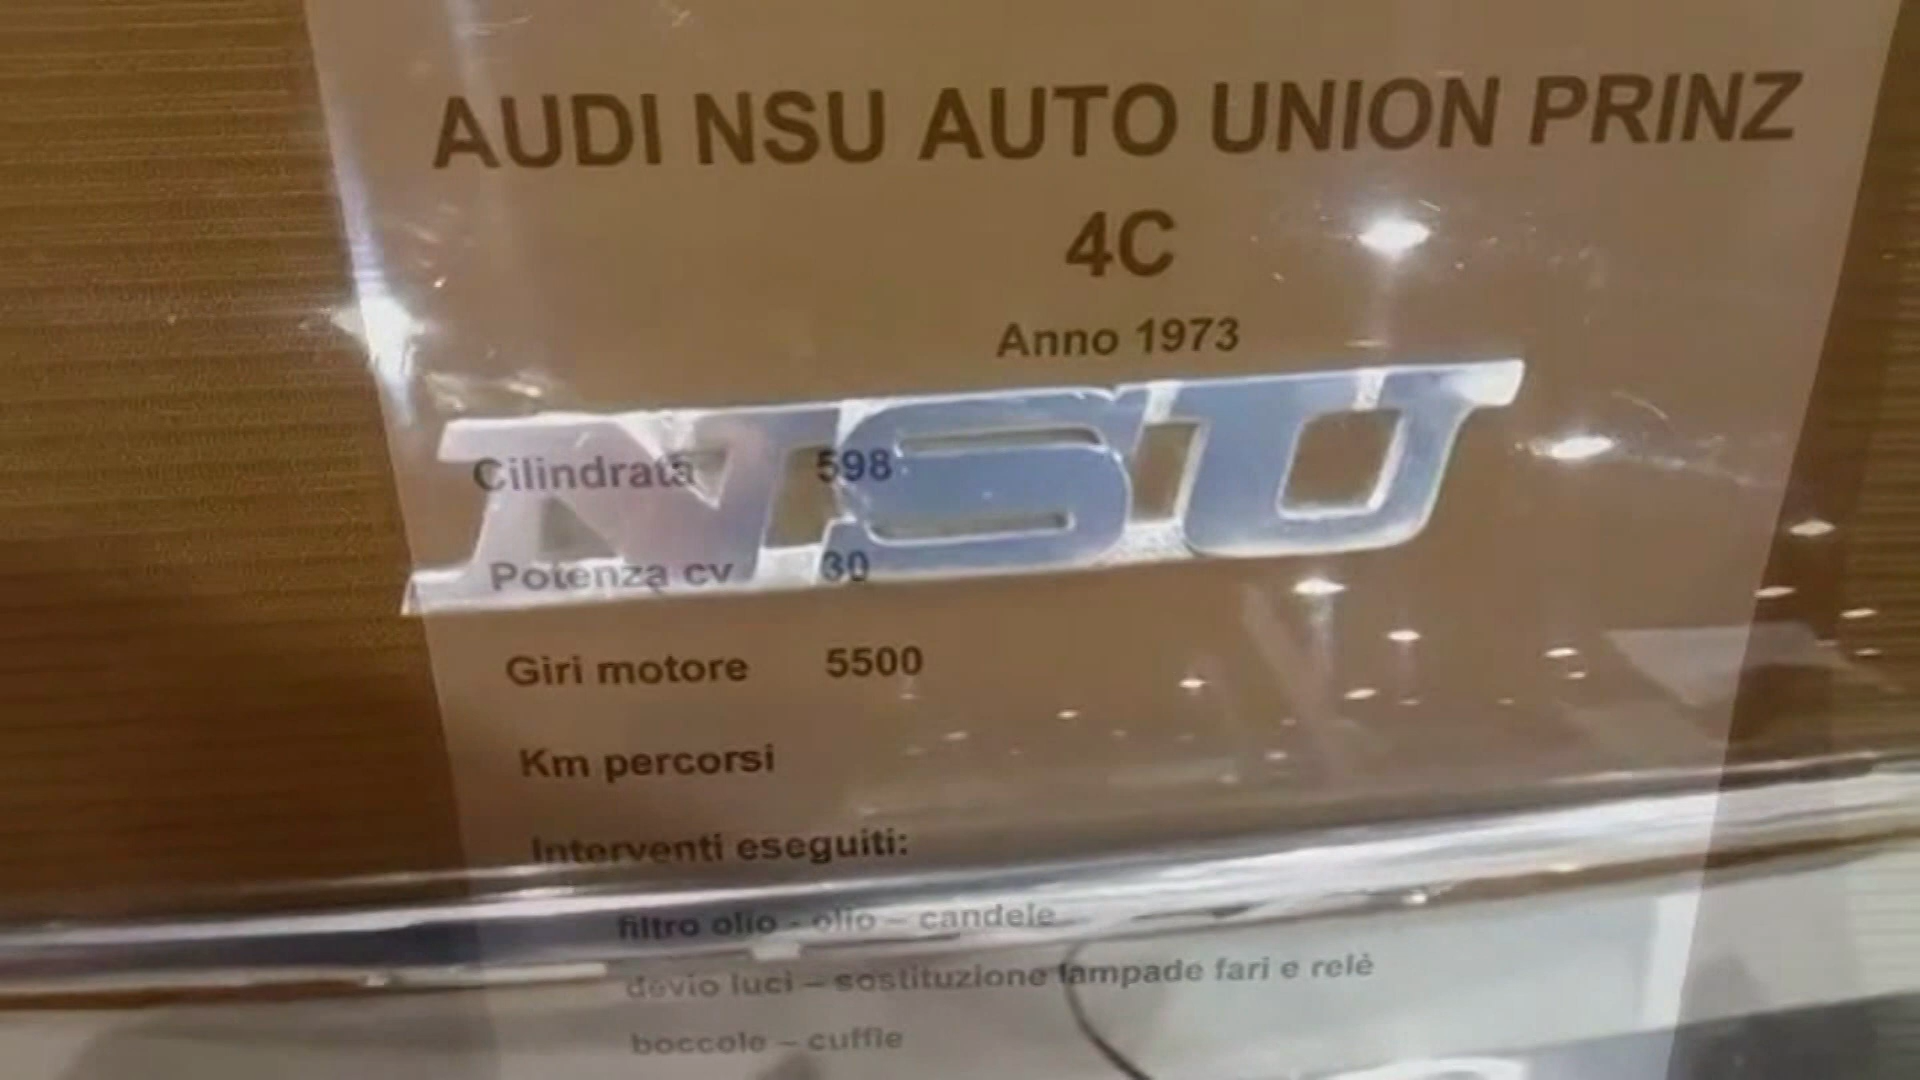 AUDI NSU AUTO UNION PRINZ
4C
Anno 1973
NSU
Cilindrata 598
Potenza cv 30
Giri motore 5500
Km percorsi
Interventi eseguiti:
filtro olio - olio – candele
devio luci – sostituzione lampade fari e relè
boccole – cuffie